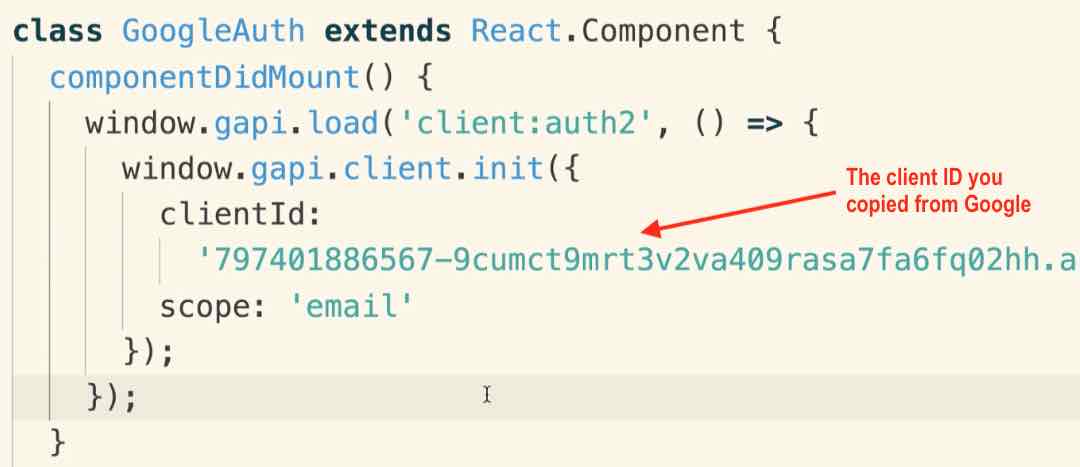 class GoogleAuth extends React.Component {
componentDidMount() {
window.gapi.load('client:auth2', () => {
window.gapi.client.init({
The client ID you
copied from Google
clientId:
'797401886567-9cumct9mrt3v2va409rasa7fa6fq02hh.a
scope: 'email'
});
});
}